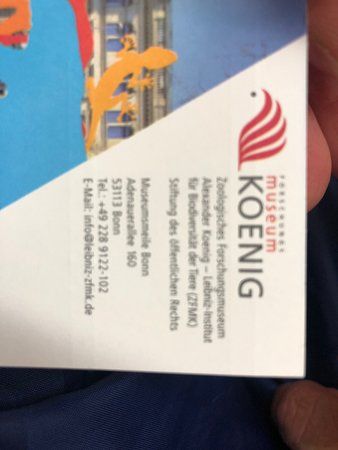 FORSCHUNGS
museum
KOENIG
Zoologisches Forschungsmuseum
Alexander Koenig – Leibniz-Institut
für Biodiversität der Tiere (ZFMK)
Stiftung des öffentlichen Rechts
Museumsmeile Bonn
Adenauerallee 160
53113 Bonn
Tel.: +49 228 9122-102
E-Mail: info@leibniz-zfmk.de